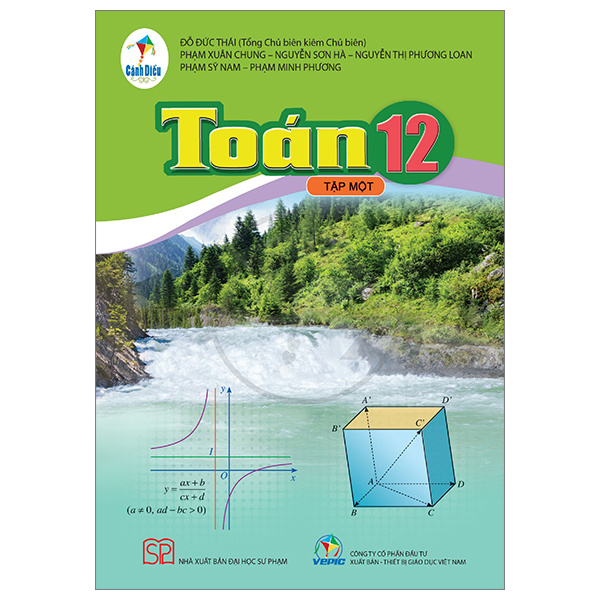 Cánh Diều
ĐỖ ĐỨC THÁI (Tổng Chủ biên kiêm Chủ biên)
PHẠM XUÂN CHUNG – NGUYỄN SƠN HÀ – NGUYỄN THỊ PHƯƠNG LOAN
PHẠM SỸ NAM – PHẠM MINH PHƯƠNG
Toán 12
TẬP MỘT
y
I
O
x
y = (ax + b)/(cx + d)
(a ≠ 0, ad – bc > 0)
A'
D'
B'
C'
A
D
B
C
SP
NHÀ XUẤT BẢN ĐẠI HỌC SƯ PHẠM
VEPIC
CÔNG TY CỔ PHẦN ĐẦU TƯ
XUẤT BẢN - THIẾT BỊ GIÁO DỤC VIỆT NAM